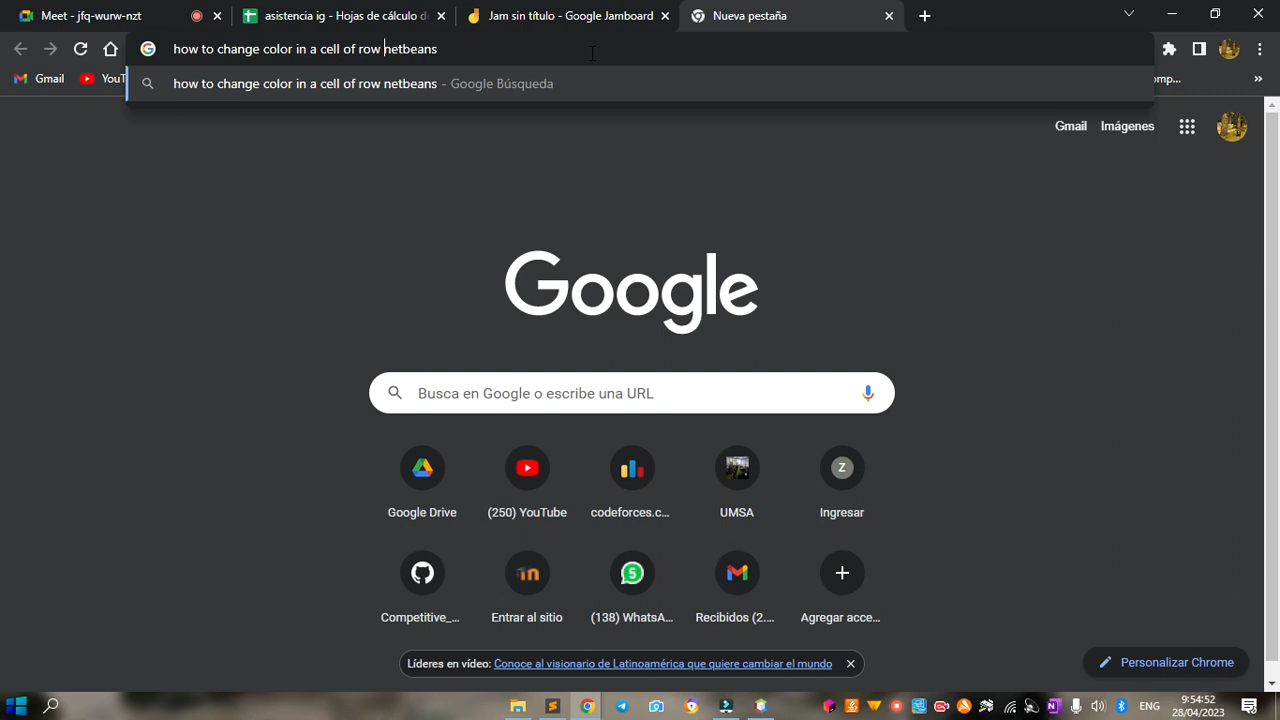 Meet - jfq-wurw-nzt
asistencia ig - Hojas de cálculo d
Jam sin título - Google Jamboard
Nueva pestaña
how to change color in a cell of row netbeans
Gmail
YouT
how to change color in a cell of row netbeans - Google Búsqueda
omp...
Gmail
Imágenes
Google
Busca en Google o escribe una URL
Google Drive
(250) YouTube
codeforces.c...
UMSA
Z
Ingresar
Competitive_...
Entrar al sitio
5
(138) WhatsA...
Recibidos (2....
Agregar acce...
Líderes en vídeo: Conoce al visionario de Latinoamérica que quiere cambiar el mundo
Personalizar Chrome
ENG
9:54:52
28/04/2023